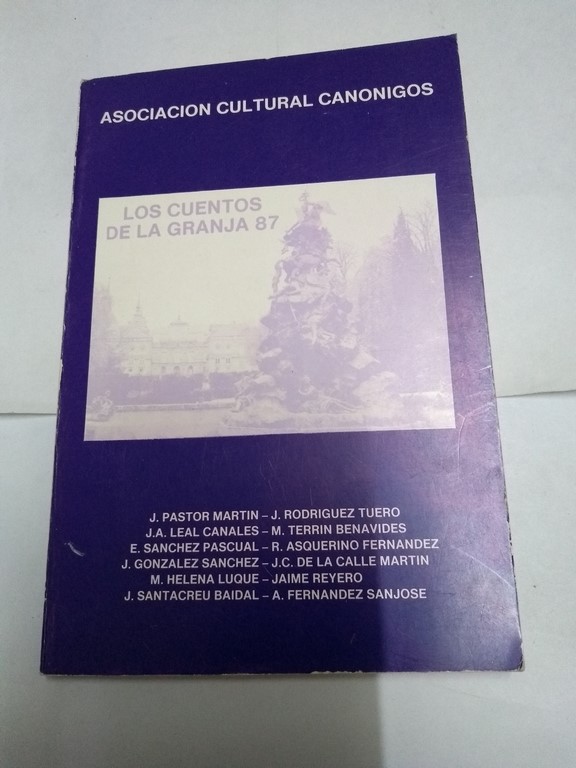 ASOCIACION CULTURAL CANONIGOS
LOS CUENTOS
DE LA GRANJA 87
J. PASTOR MARTIN – J. RODRIGUEZ TUERO
J.A. LEAL CANALES – M. TERRIN BENAVIDES
E. SANCHEZ PASCUAL – R. ASQUERINO FERNANDEZ
J. GONZALEZ SANCHEZ – J.C. DE LA CALLE MARTIN
M. HELENA LUQUE – JAIME REYERO
J. SANTACREU BAIDAL – A. FERNANDEZ SANJOSE